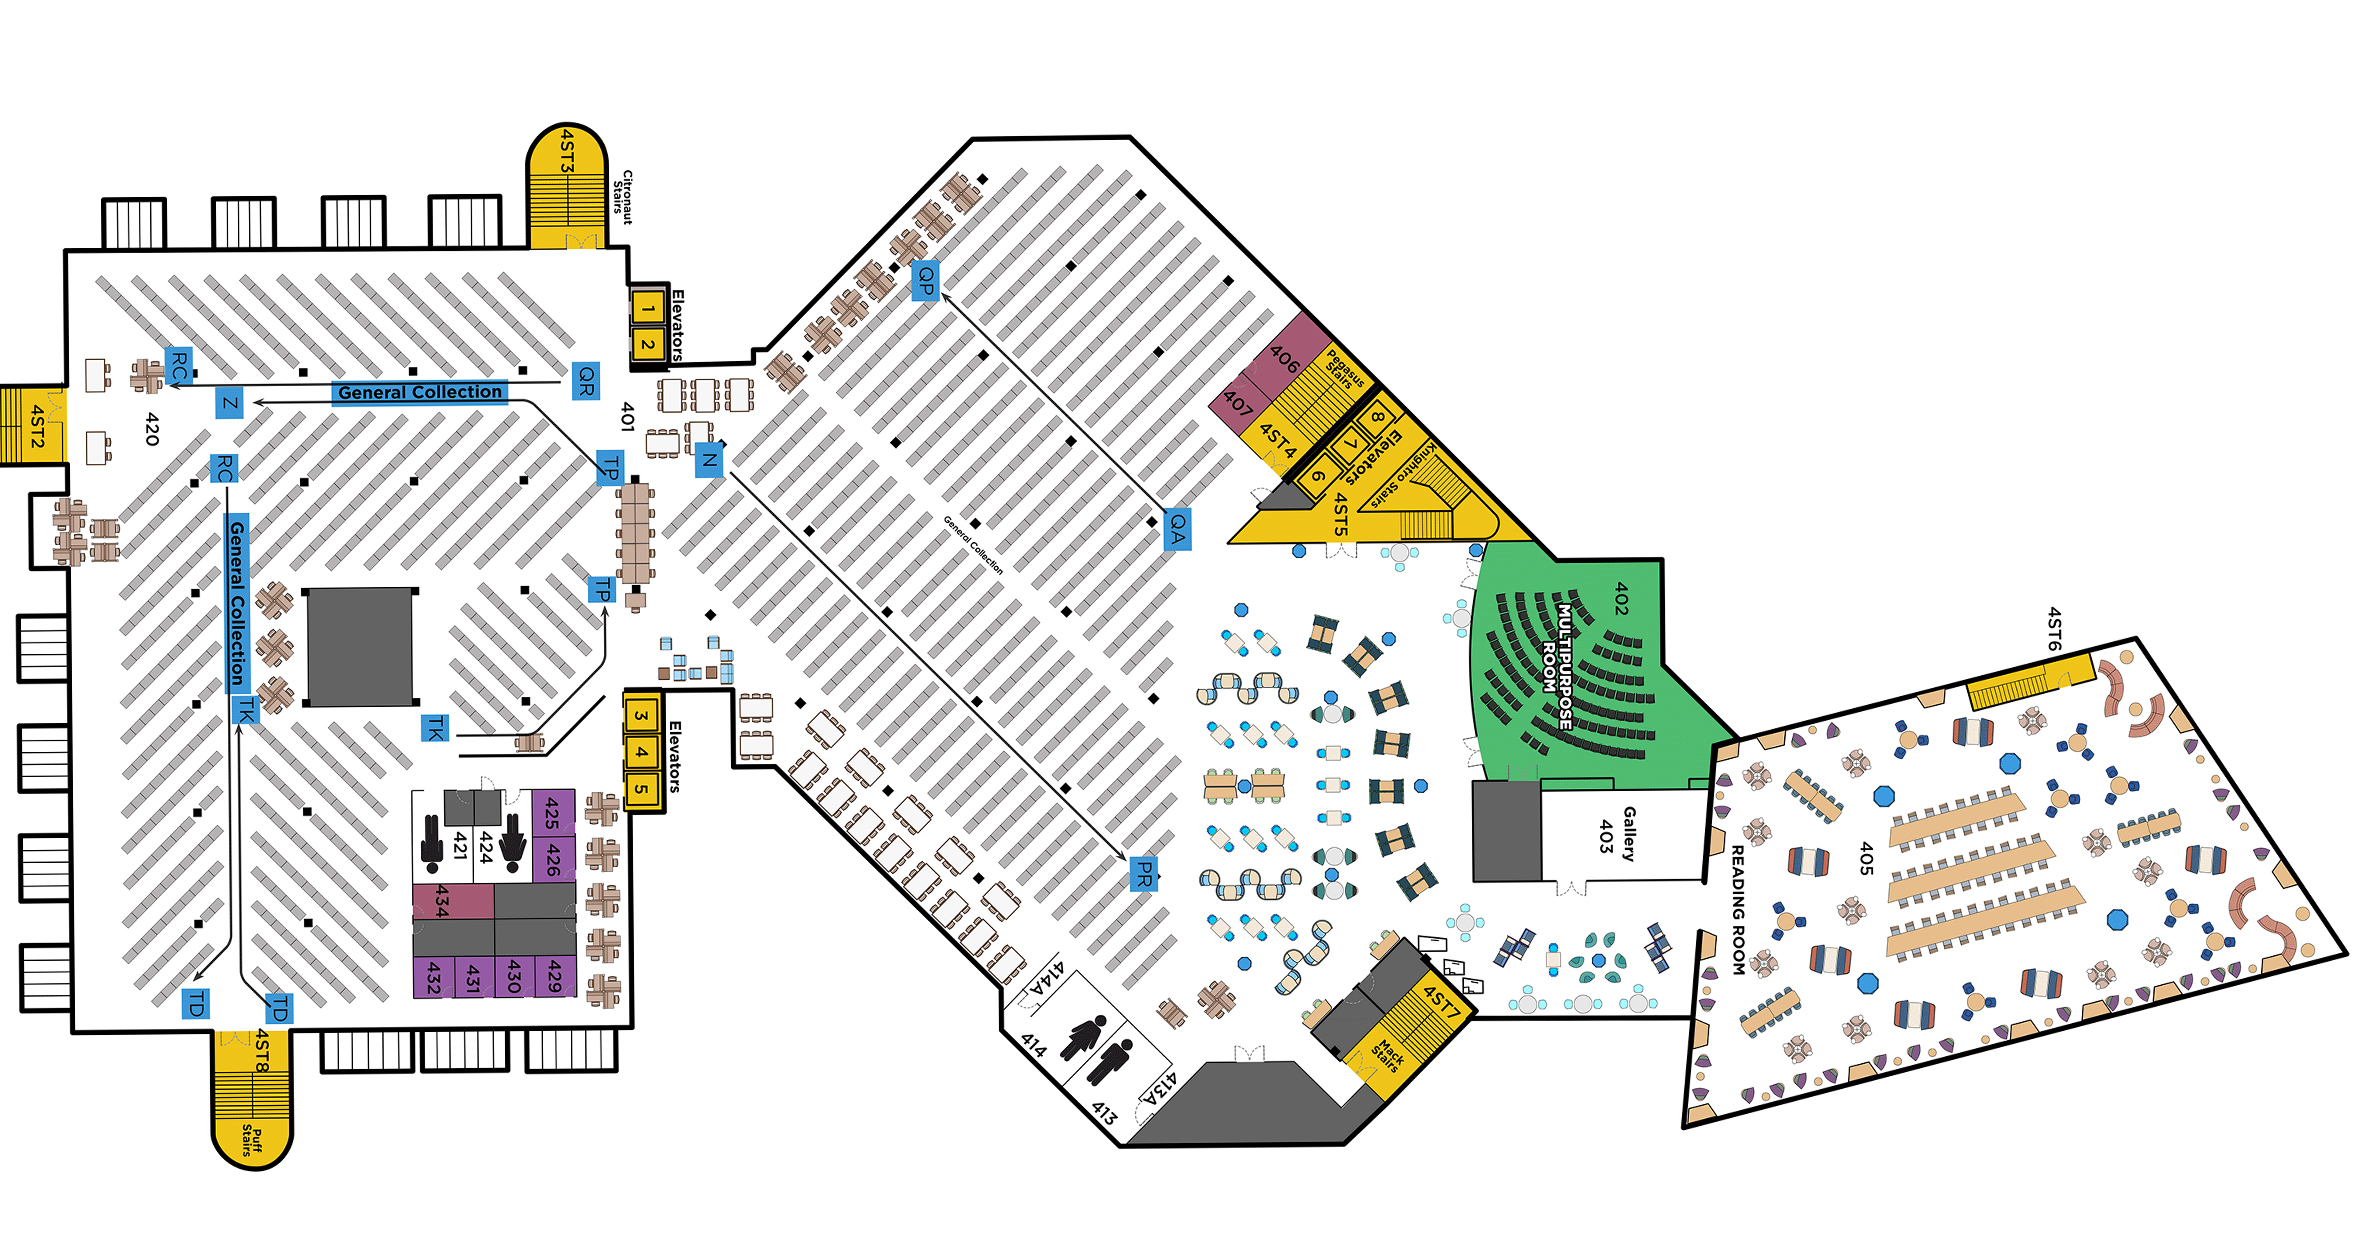 4ST3
Citronaut
Stairs
1
2
Elevators
RC
QR
General Collection
Z
4ST2
420
401
RC
TP
N
General Collection
TP
TK
TK
3
4
5
Elevators
421
424
425
426
434
432
431
430
429
TD
TD
4ST8
Puff
Stairs
QP
General Collection
QA
PR
406
407
Pegasus
Stairs
4ST4
8
7
6
Elevators
Knightro Stairs
4ST5
402
MULTIPURPOSE
ROOM
Gallery
403
READING ROOM
405
4ST6
414A
414
413A
413
4ST7
Mack
Stairs